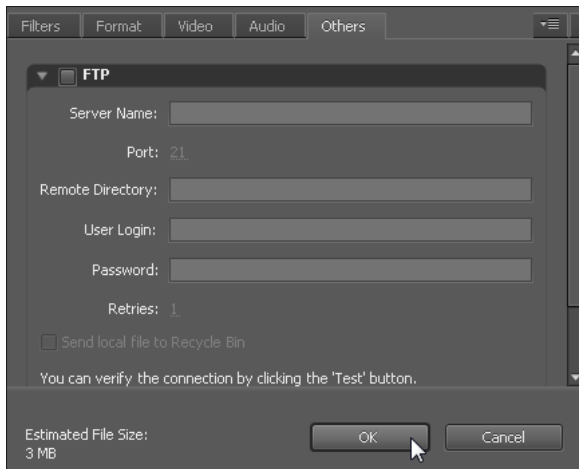 Filters Format Video Audio Others
FTP
Server Name:
Port: 21
Remote Directory:
User Login:
Password:
Retries: 1
Send local file to Recycle Bin
You can verify the connection by clicking the 'Test' button.
Estimated File Size:
3 MB
OK Cancel